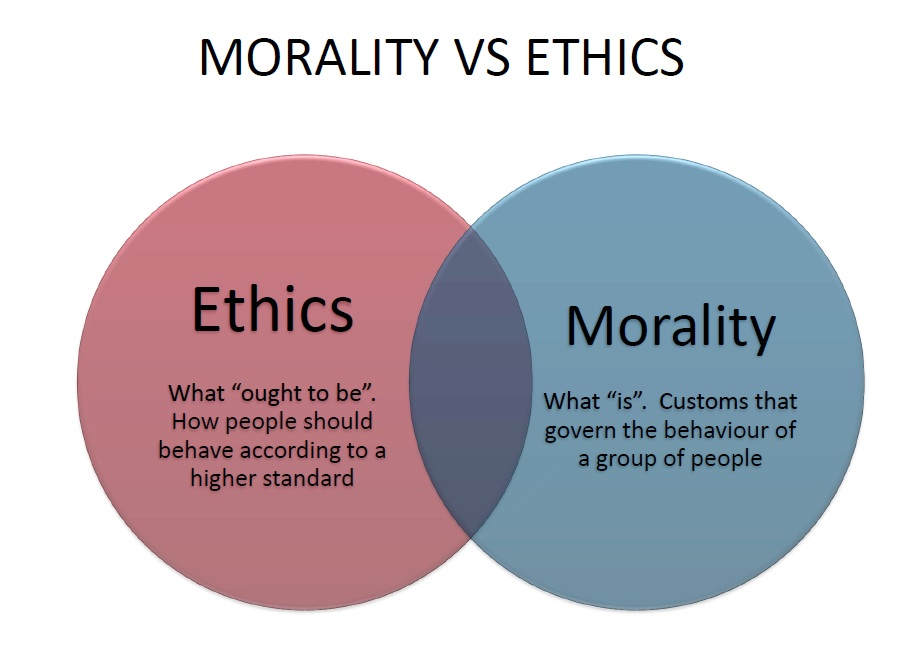 MORALITY VS ETHICS
Ethics
What “ought to be”.
How people should
behave according to a
higher standard
Morality
What “is”.  Customs that
govern the behaviour of
a group of people